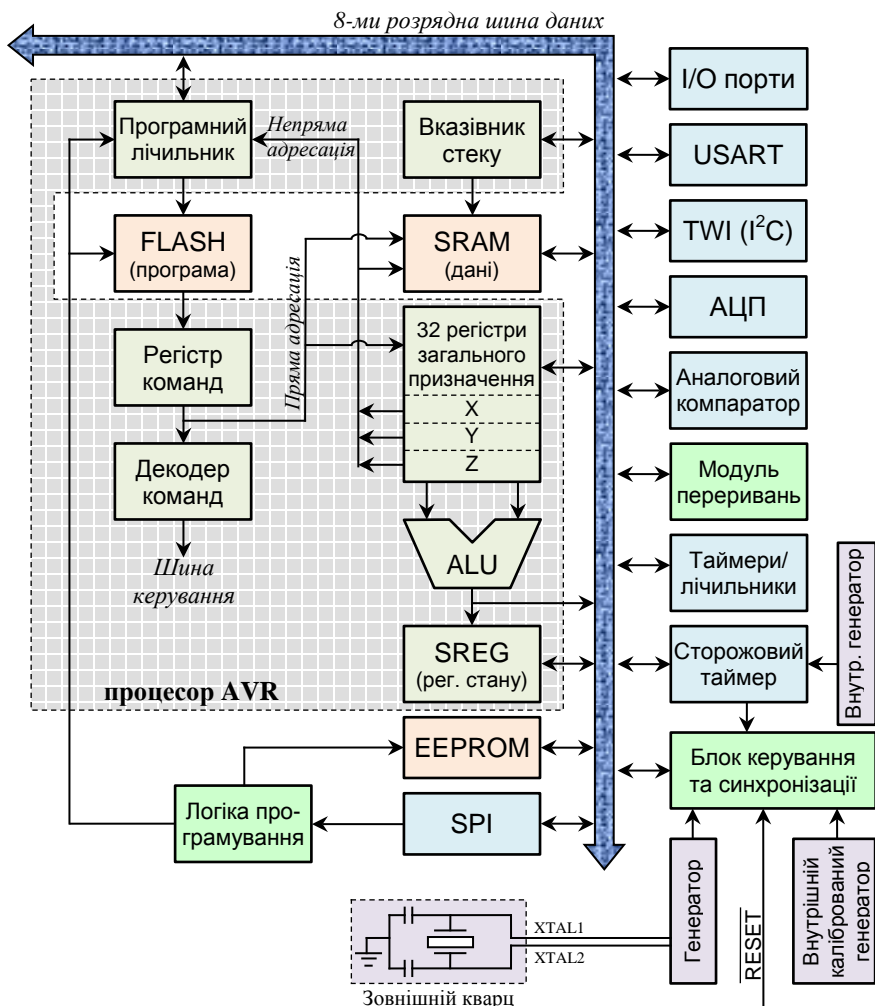 8-ми розрядна шина даних
I/O порти
Програмний
лічильник
Непряма
адресація
Вказівник
стеку
USART
FLASH
(програма)
SRAM
(дані)
TWI (I²C)
АЦП
Пряма адресація
Регістр
команд
32 регістри
загального
призначення
X
Y
Z
Аналоговий
компаратор
Декодер
команд
Модуль
переривань
Шина
керування
ALU
Таймери/
лічильники
Внутр. генератор
SREG
(рег. стану)
Сторожовий
таймер
процесор AVR
EEPROM
Блок керування
та синхронізації
Логіка про-
грамування
SPI
Генератор
RESET
Внутрішній
калібрований
генератор
XTAL1
XTAL2
Зовнішній кварц